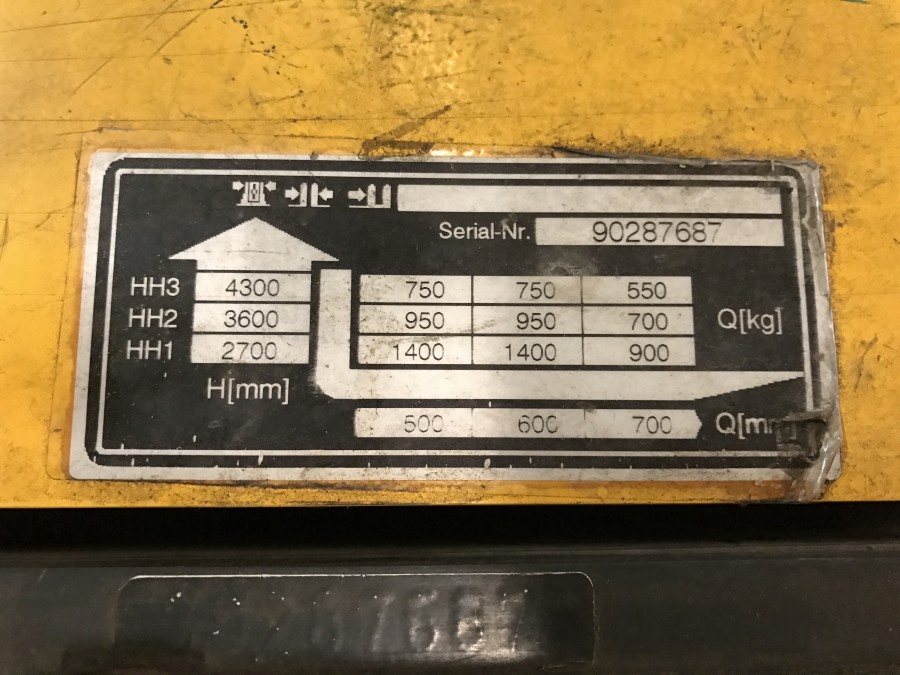 Serial-Nr. 90287687
HH3 4300 750 750 550
HH2 3600 950 950 700 Q[kg]
HH1 2700 1400 1400 900
H[mm]
500 600 700 Q[mm]